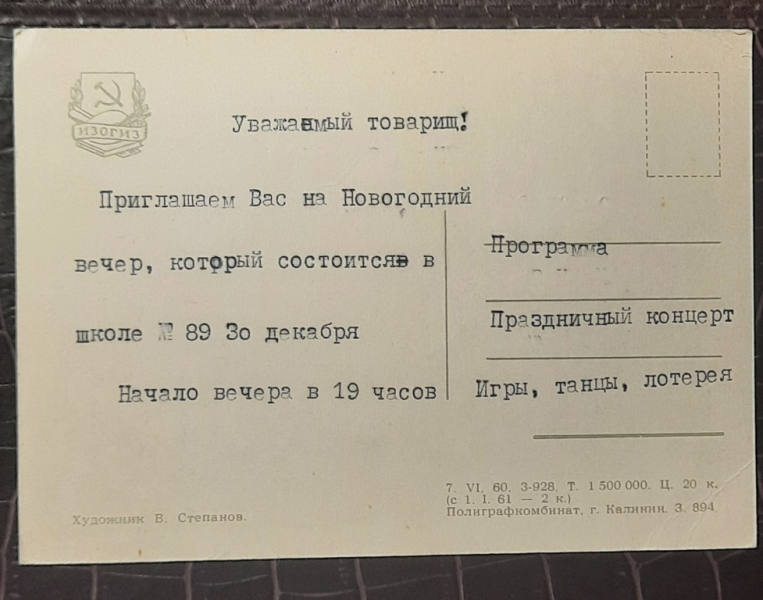 ИЗОГИЗ
Уважаемый товарищ!
Приглашаем Вас на Новогодний
вечер, который состоитсяв в
школе № 89 Зо декабря
Начало вечера в 19 часов
Программа
Праздничный концерт
Игры, танцы, лотерея
Художник В. Степанов.
7. VI. 60. З-928. Т. 1 500 000. Ц. 20 к.
(с 1. 1. 61 — 2 к.)
Полиграфкомбинат, г. Калинин. З. 894.